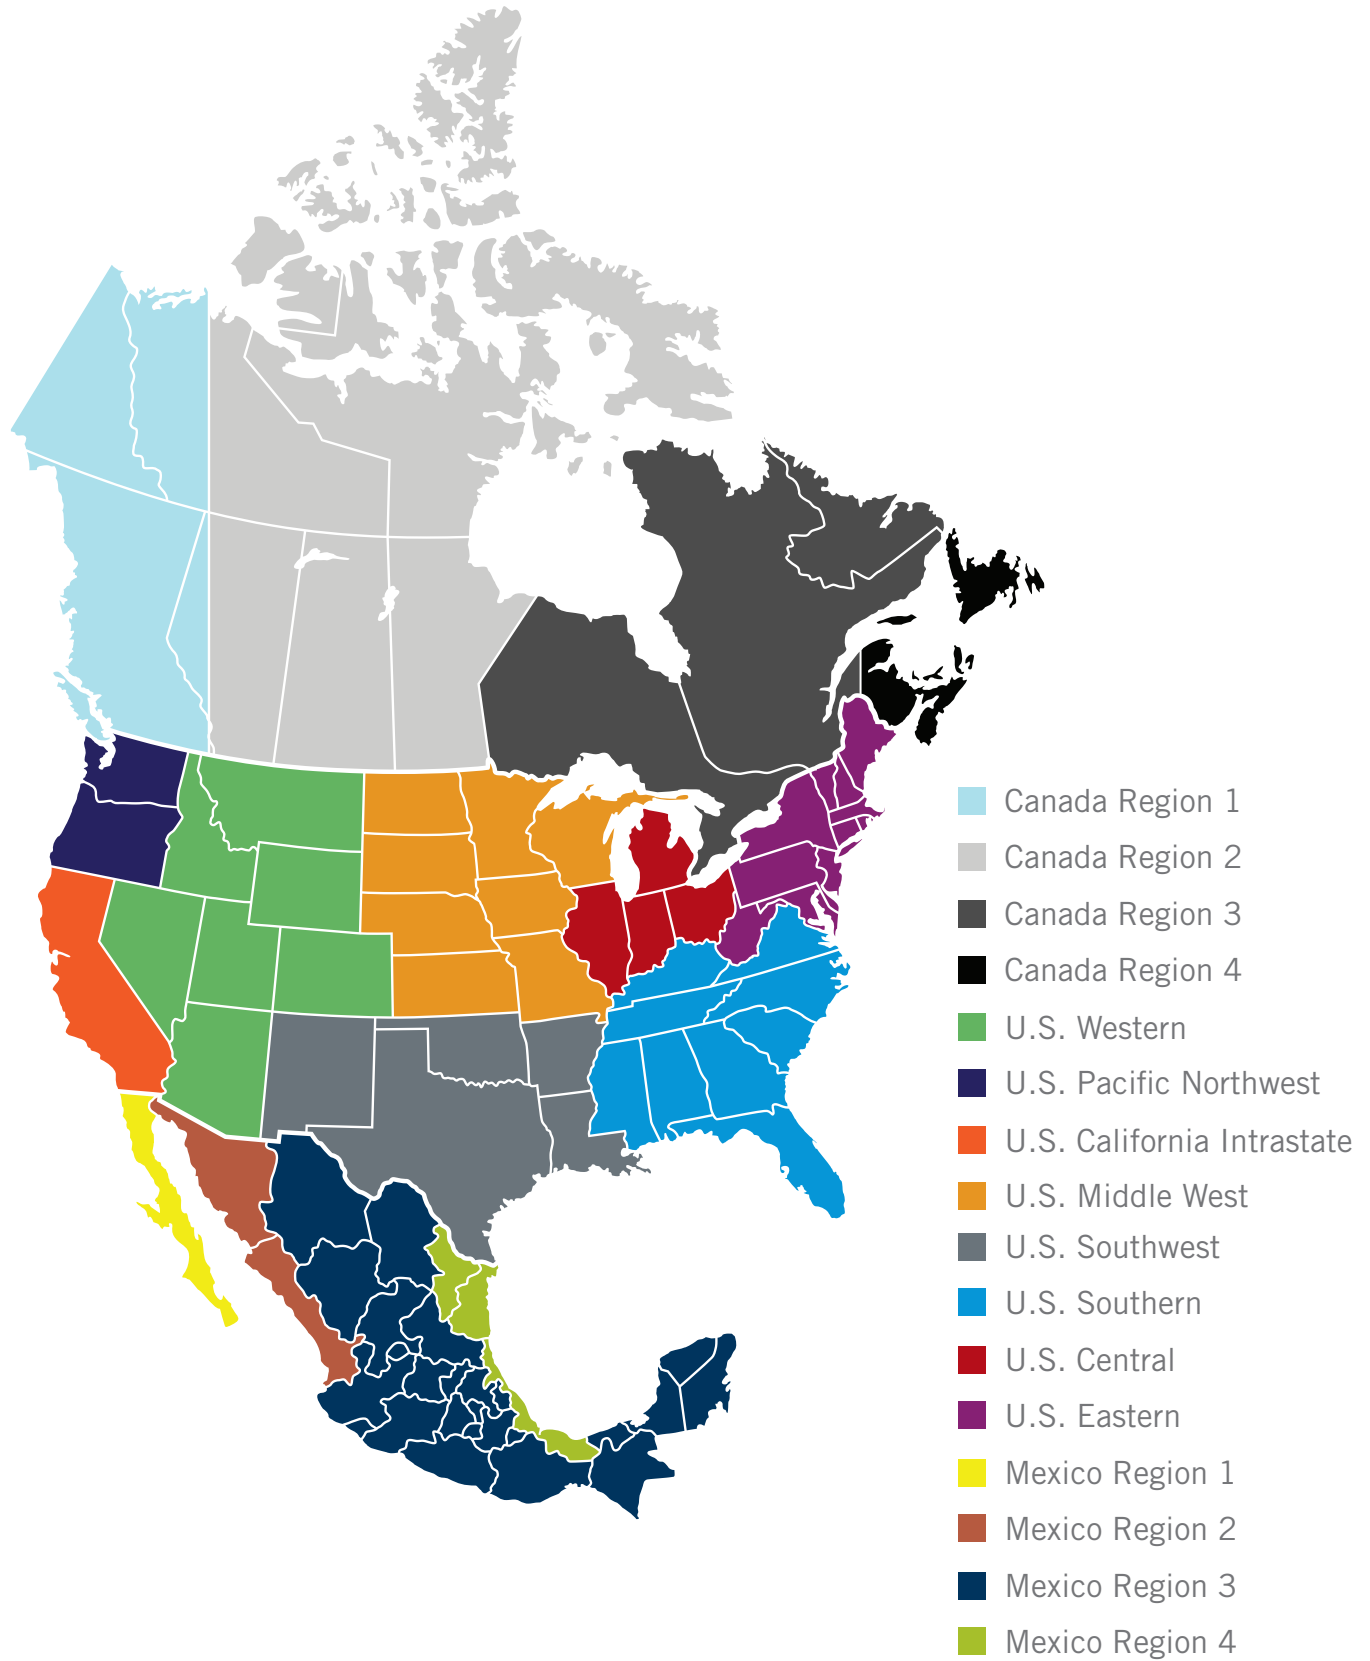 Canada Region 1
Canada Region 2
Canada Region 3
Canada Region 4
U.S. Western
U.S. Pacific Northwest
U.S. California Intrastate
U.S. Middle West
U.S. Southwest
U.S. Southern
U.S. Central
U.S. Eastern
Mexico Region 1
Mexico Region 2
Mexico Region 3
Mexico Region 4